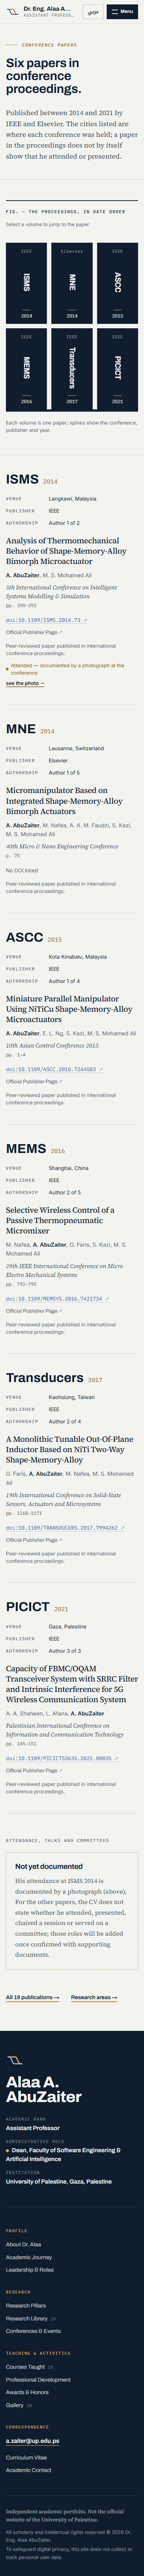 Dr. Eng. Alaa A....
ASSISTANT PROFESS…
عربي
Menu
CONFERENCE PAPERS
Six papers in
conference
proceedings.
Published between 2014 and 2021 by
IEEE and Elsevier. The cities listed are
where each conference was held; a paper
in the proceedings does not by itself
show that he attended or presented.
FIG. — THE PROCEEDINGS, IN DATE ORDER
Select a volume to jump to the paper
IEEE
ISMS
2014
Elsevier
MNE
2014
IEEE
ASCC
2015
IEEE
MEMS
2016
IEEE
Transducers
2017
IEEE
PICICT
2021
Each volume is one paper; spines show the conference,
publisher and year.
ISMS 2014
VENUE Langkawi, Malaysia
PUBLISHER IEEE
AUTHORSHIP Author 1 of 2
Analysis of Thermomechanical
Behavior of Shape-Memory-Alloy
Bimorph Microactuator
A. AbuZaiter, M. S. Mohamed Ali
5th International Conference on Intelligent
Systems Modelling & Simulation
pp. 390–393
doi:10.1109/ISMS.2014.73 ↗
Official Publisher Page ↗
Peer-reviewed paper published in international
conference proceedings.
Attended — documented by a photograph at the
conference
see the photo →
MNE 2014
VENUE Lausanne, Switzerland
PUBLISHER Elsevier
AUTHORSHIP Author 1 of 5
Micromanipulator Based on
Integrated Shape-Memory-Alloy
Bimorph Actuators
A. AbuZaiter, M. Nafea, A. A. M. Faudzi, S. Kazi,
M. S. Mohamed Ali
40th Micro & Nano Engineering Conference
p. 70
No DOI listed
Peer-reviewed paper published in international
conference proceedings.
ASCC 2015
VENUE Kota Kinabalu, Malaysia
PUBLISHER IEEE
AUTHORSHIP Author 1 of 4
Miniature Parallel Manipulator
Using NiTiCu Shape-Memory-Alloy
Microactuators
A. AbuZaiter, E. L. Ng, S. Kazi, M. S. Mohamed Ali
10th Asian Control Conference 2015
pp. 1–4
doi:10.1109/ASCC.2015.7244583 ↗
Official Publisher Page ↗
Peer-reviewed paper published in international
conference proceedings.
MEMS 2016
VENUE Shanghai, China
PUBLISHER IEEE
AUTHORSHIP Author 2 of 5
Selective Wireless Control of a
Passive Thermopneumatic
Micromixer
M. Nafea, A. AbuZaiter, O. Faris, S. Kazi, M. S.
Mohamed Ali
29th IEEE International Conference on Micro
Electro Mechanical Systems
pp. 792–795
doi:10.1109/MEMSYS.2016.7421734 ↗
Official Publisher Page ↗
Peer-reviewed paper published in international
conference proceedings.
Transducers 2017
VENUE Kaohsiung, Taiwan
PUBLISHER IEEE
AUTHORSHIP Author 2 of 4
A Monolithic Tunable Out-Of-Plane
Inductor Based on NiTi Two-Way
Shape-Memory-Alloy
O. Faris, A. AbuZaiter, M. Nafea, M. S. Mohamed
Ali
19th International Conference on Solid-State
Sensors, Actuators and Microsystems
pp. 1168–1171
doi:10.1109/TRANSDUCERS.2017.7994262 ↗
Official Publisher Page ↗
Peer-reviewed paper published in international
conference proceedings.
PICICT 2021
VENUE Gaza, Palestine
PUBLISHER IEEE
AUTHORSHIP Author 3 of 3
Capacity of FBMC/OQAM
Transceiver System with SRRC Filter
and Intrinsic Interference for 5G
Wireless Communication System
A. A. Shaheen, L. Afana, A. AbuZaiter
Palestinian International Conference on
Information and Communication Technology
pp. 145–151
doi:10.1109/PICICT53635.2021.00035 ↗
Official Publisher Page ↗
Peer-reviewed paper published in international
conference proceedings.
ATTENDANCE, TALKS AND COMMITTEES
Not yet documented
His attendance at ISMS 2014 is
documented by a photograph (above).
For the other papers, the CV does not
state whether he attended, presented,
chaired a session or served on a
committee; those roles will be added
once confirmed with supporting
documents.
All 19 publications →
Research areas →
Alaa A.
AbuZaiter
ACADEMIC RANK
Assistant Professor
ADMINISTRATIVE ROLE
Dean, Faculty of Software Engineering &
Artificial Intelligence
INSTITUTION
University of Palestine, Gaza, Palestine
PROFILE
About Dr. Alaa
Academic Journey
Leadership & Roles
RESEARCH
Research Pillars
Research Library 19
Conferences & Events
TEACHING & ACTIVITIES
Courses Taught
Professional Development
Awards & Honors
Gallery
CORRESPONDENCE
a.zaiter@up.edu.ps
Curriculum Vitae
Academic Contact
Independent academic portfolio. Not the official
website of the University of Palestine.
All scholarly and intellectual rights reserved © 2026 Dr.
Eng. Alaa AbuZaiter.
To safeguard digital privacy, this site does not collect or
track personal user data.